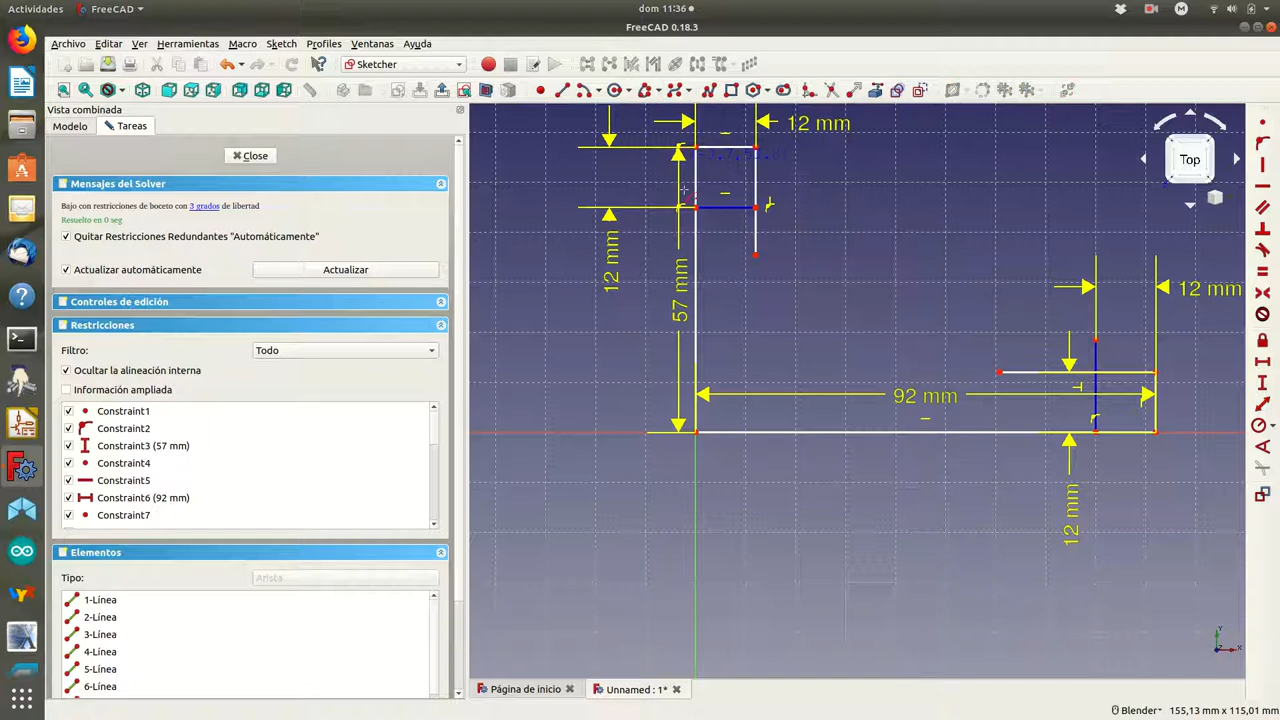 Actividades
FreeCAD
dom 11:36
FreeCAD 0.18.3
Archivo Editar Ver Herramientas Macro Sketch Profiles Ventanas Ayuda
Sketcher
Vista combinada
Modelo
Tareas
Close
Mensajes del Solver
Bajo con restricciones de boceto con 3 grados de libertad
Resuelto en 0 seg
Quitar Restricciones Redundantes "Automáticamente"
Actualizar automáticamente
Actualizar
Controles de edición
Restricciones
Filtro:
Todo
Ocultar la alineación interna
Información ampliada
Constraint1
Constraint2
Constraint3 (57 mm)
Constraint4
Constraint5
Constraint6 (92 mm)
Constraint7
Elementos
Tipo:
Arista
1-Línea
2-Línea
3-Línea
4-Línea
5-Línea
6-Línea
12 mm
12 mm
57 mm
12 mm
92 mm
12 mm
Top
Y
X
Z
Página de inicio
Unnamed : 1*
Blender
155,13 mm x 115,01 mm